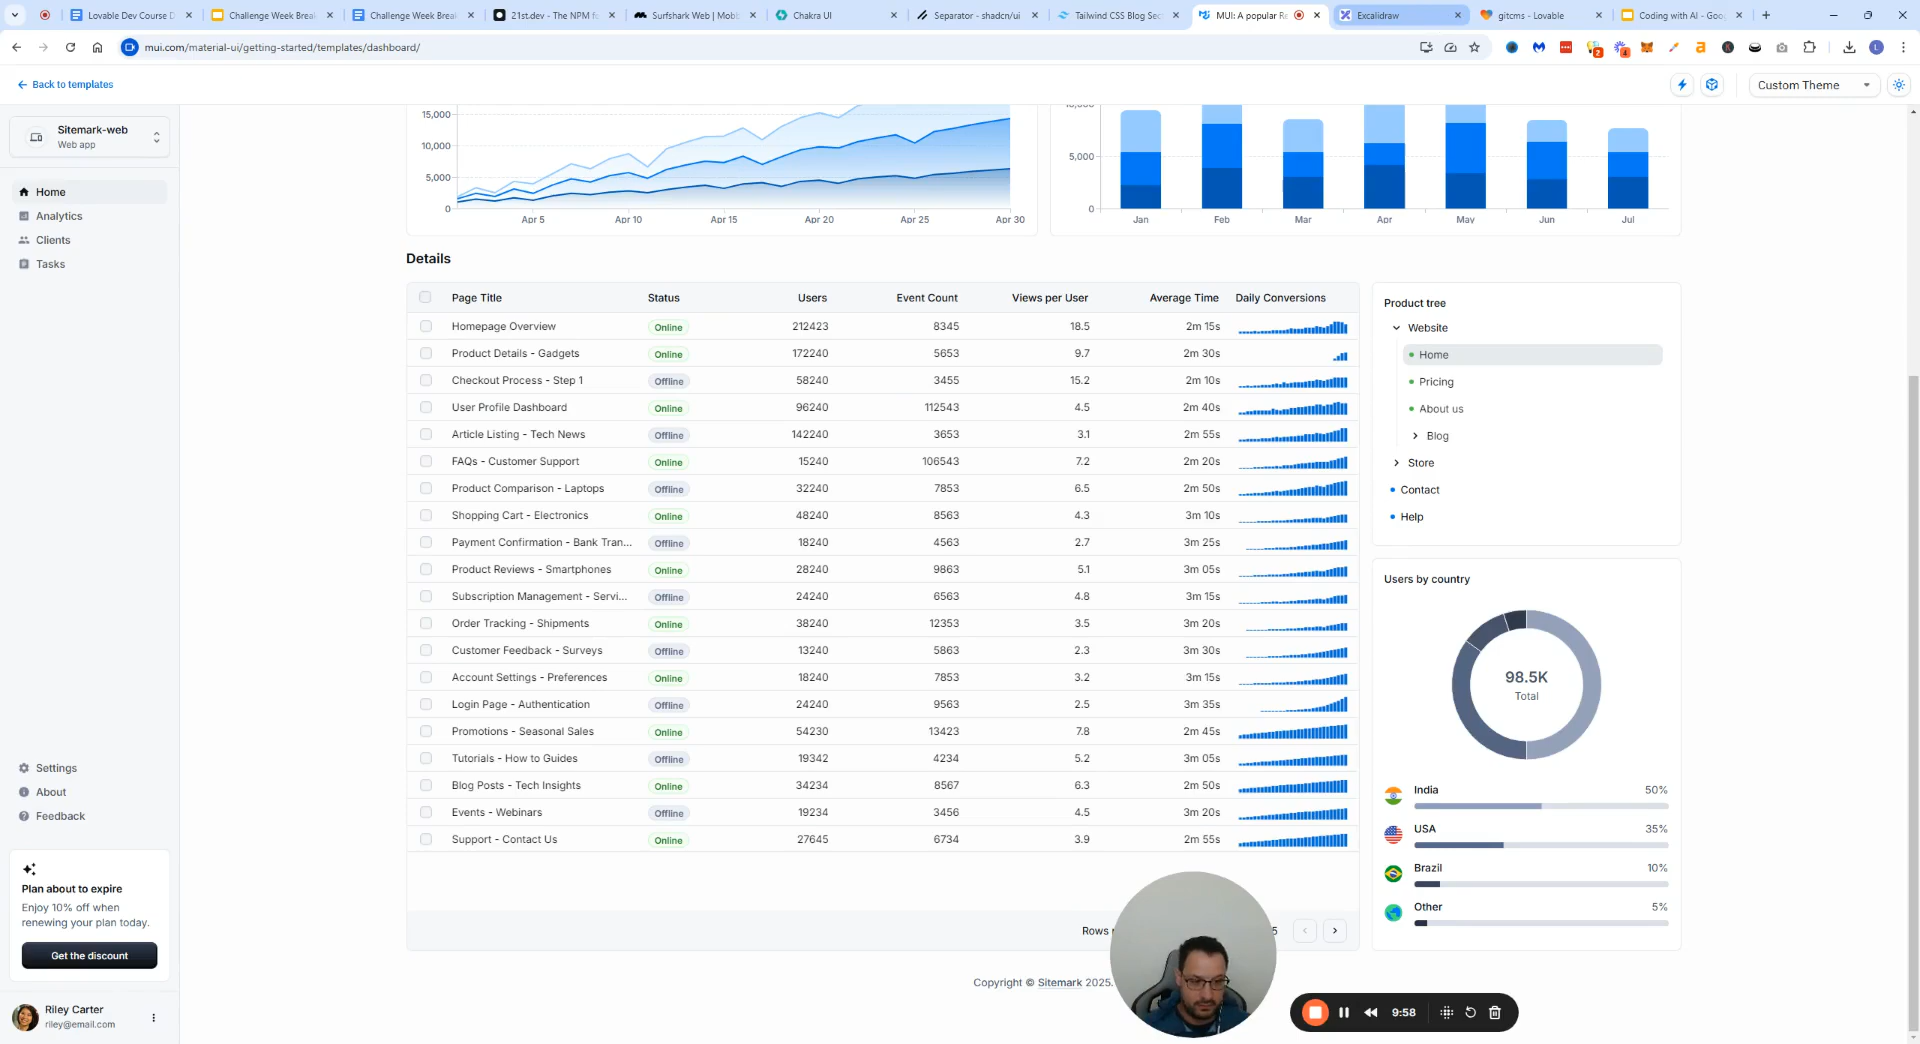 Lovable Dev Course D
Challenge Week Brea
Challenge Week Brea
21st.dev - The NPM fo
Surfshark Web | Mobb
Chakra UI
Separator - shadcn/ui
Tailwind CSS Blog Sec
MUI: A popular Re
Excalidraw
gitcms - Lovable
Coding with AI - Goo
mui.com/material-ui/getting-started/templates/dashboard/
Back to templates
Custom Theme
Sitemark-web
Web app
Home
Analytics
Clients
Tasks
15,000
10,000
5,000
0
Apr 5
Apr 10
Apr 15
Apr 20
Apr 25
Apr 30
5,000
0
Jan
Feb
Mar
Apr
May
Jun
Jul
Details
Page Title Status Users Event Count Views per User Average Time Daily Conversions
Homepage Overview Online 212423 8345 18.5 2m 15s
Product Details - Gadgets Online 172240 5653 9.7 2m 30s
Checkout Process - Step 1 Offline 58240 3455 15.2 2m 10s
User Profile Dashboard Online 96240 112543 4.5 2m 40s
Article Listing - Tech News Offline 142240 3653 3.1 2m 55s
FAQs - Customer Support Online 15240 106543 7.2 2m 20s
Product Comparison - Laptops Offline 32240 7853 6.5 2m 50s
Shopping Cart - Electronics Online 48240 8563 4.3 3m 10s
Payment Confirmation - Bank Tran... Offline 18240 4563 2.7 3m 25s
Product Reviews - Smartphones Online 28240 9863 5.1 3m 05s
Subscription Management - Servi... Offline 24240 6563 4.8 3m 15s
Order Tracking - Shipments Online 38240 12353 3.5 3m 20s
Customer Feedback - Surveys Offline 13240 5863 2.3 3m 30s
Account Settings - Preferences Online 18240 7853 3.2 3m 15s
Login Page - Authentication Offline 24240 9563 2.5 3m 35s
Promotions - Seasonal Sales Online 54230 13423 7.8 2m 45s
Tutorials - How to Guides Offline 19342 4234 5.2 3m 05s
Blog Posts - Tech Insights Online 34234 8567 6.3 2m 50s
Events - Webinars Offline 19234 3456 4.5 3m 20s
Support - Contact Us Online 27645 6734 3.9 2m 55s
Rows
5
Copyright © Sitemark 2025.
Product tree
Website
Home
Pricing
About us
Blog
Store
Contact
Help
Users by country
98.5K
Total
India 50%
USA 35%
Brazil 10%
Other 5%
Settings
About
Feedback
Plan about to expire
Enjoy 10% off when
renewing your plan today.
Get the discount
Riley Carter
riley@email.com
9:58